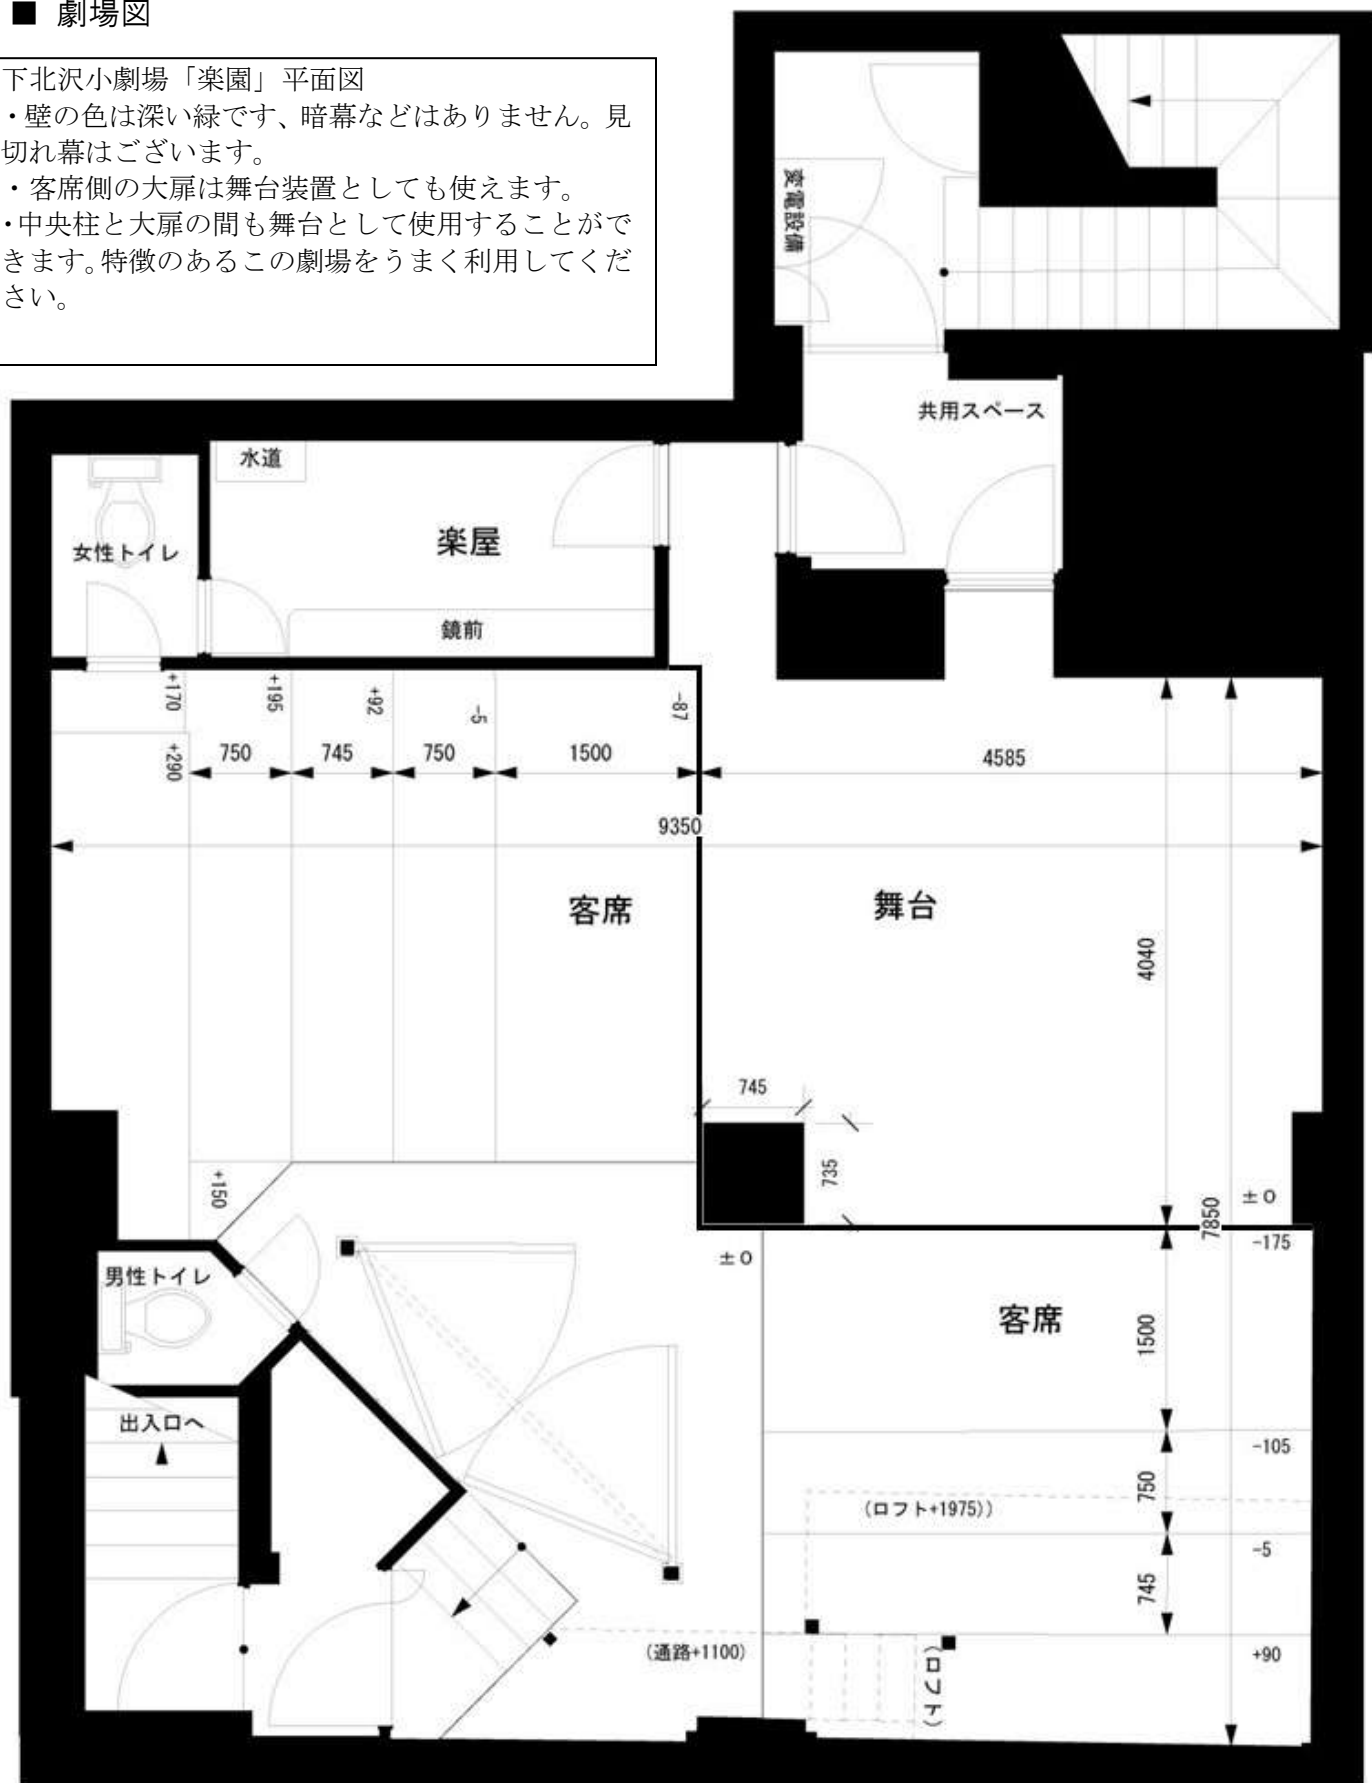 ■ 劇場図
下北沢小劇場「楽園」平面図
・壁の色は深い緑です、暗幕などはありません。見
切れ幕はございます。
・客席側の大扉は舞台装置としても使えます。
・中央柱と大扉の間も舞台として使用することがで
きます。特徴のあるこの劇場をうまく利用してくだ
さい。
変電設備
共用スペース
水道
楽屋
女性トイレ
鏡前
+170
+195
+92
-5
-87
+290
750
745
750
1500
4585
9350
客席
舞台
4040
745
735
+150
±0
7850
-175
±0
男性トイレ
客席
1500
出入口へ
-105
750
(ロフト+1975))
-5
745
(通路+1100)
(ロフト)
+90